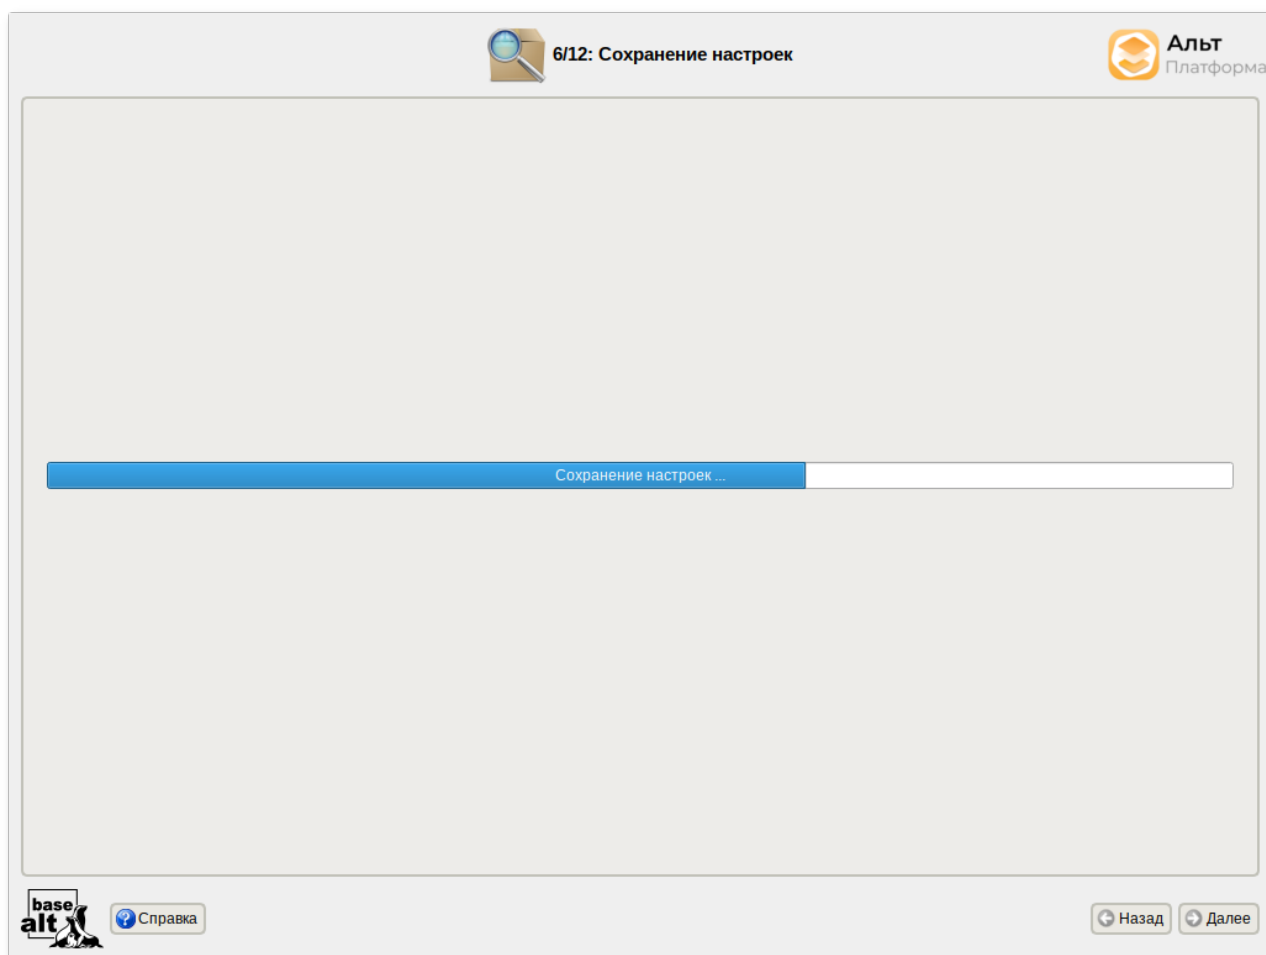 6/12: Сохранение настроек
Альт
Платформа
Сохранение настроек ...
base
alt
Справка
Назад
Далее